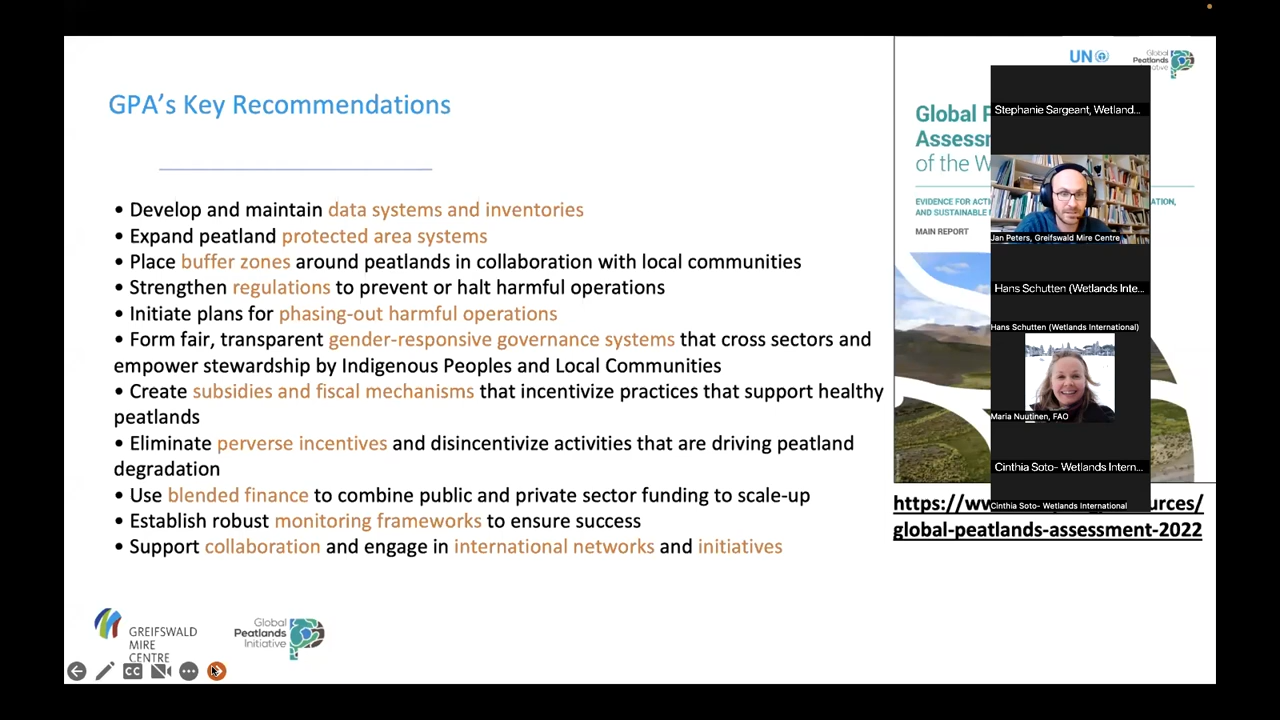 GPA's Key Recommendations
• Develop and maintain data systems and inventories
• Expand peatland protected area systems
• Place buffer zones around peatlands in collaboration with local communities
• Strengthen regulations to prevent or halt harmful operations
• Initiate plans for phasing-out harmful operations
• Form fair, transparent gender-responsive governance systems that cross sectors and
empower stewardship by Indigenous Peoples and Local Communities
• Create subsidies and fiscal mechanisms that incentivize practices that support healthy
peatlands
• Eliminate perverse incentives and disincentivize activities that are driving peatland
degradation
• Use blended finance to combine public and private sector funding to scale-up
• Establish robust monitoring frameworks to ensure success
• Support collaboration and engage in international networks and initiatives
GREIFSWALD
MIRE
CENTRE
Global
Peatlands
Initiative
CC
UN
Global
Peatlands
Global
of the
EVIDENCE FOR
AND SUSTAINABLE
MAIN REPORT
Stephanie Sargeant, Wetland...
Jan Peters, Greifswald Mire Centre
Hans Schutten (Wetlands Inte...
Hans Schutten (Wetlands International)
Maria Nuutinen, FAO
Cinthia Soto- Wetlands Intern...
Cinthia Soto- Wetlands International
global-peatlands-assessment-2022